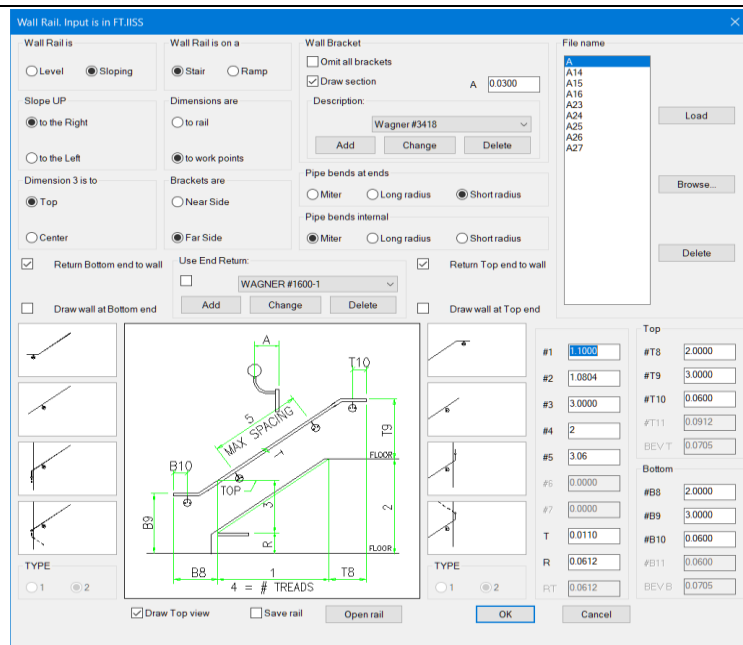 Wall Rail. Input is in FT.IISS
Wall Rail is
Level Sloping
Wall Rail is on a
Stair Ramp
Wall Bracket
Omit all brackets
Draw section A 0.0300
Description:
Wagner #3418
Add Change Delete
File name
A
A14
A15
A16
A23
A24
A25
A26
A27
Load
Browse...
Delete
Slope UP
to the Right
to the Left
Dimensions are
to rail
to work points
Dimension 3 is to
Top
Center
Brackets are
Near Side
Far Side
Pipe bends at ends
Miter Long radius Short radius
Pipe bends internal
Miter Long radius Short radius
Return Bottom end to wall
Draw wall at Bottom end
Use End Return:
WAGNER #1600-1
Add Change Delete
Return Top end to wall
Draw wall at Top end
A
T10
5
MAX SPACING
T
T9
B10
TOP
FLOOR
3
2
B9
R
FLOOR
B8 1 T8
4 = # TREADS
TYPE
1 2
TYPE
1 2
#1 1.1000
#2 1.0804
#3 3.0000
#4 2
#5 3.06
#6 0.0000
#7 0.0000
T 0.0110
R 0.0612
RT 0.0612
Top
#T8 2.0000
#T9 3.0000
#T10 0.0600
#T11 0.0912
BEV T 0.0705
Bottom
#B8 2.0000
#B9 3.0000
#B10 0.0600
#B11 0.0600
BEV B 0.0705
Draw Top view Save rail Open rail OK Cancel